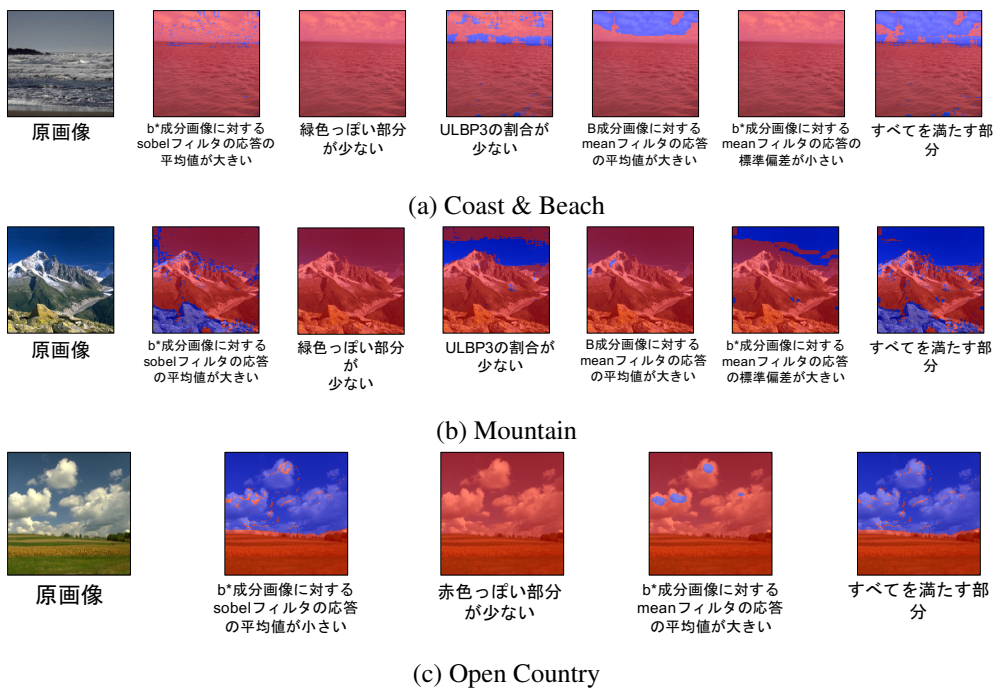 原画像
b*成分画像に対する
sobelフィルタの応答の
平均値が大きい
緑色っぽい部分
が少ない
ULBP3の割合が
少ない
B成分画像に対する
meanフィルタの応答
の平均値が大きい
b*成分画像に対する
meanフィルタの応答の
標準偏差が小さい
すべてを満たす部
分
(a) Coast & Beach
原画像
b*成分画像に対する
sobelフィルタの応答
の平均値が大きい
緑色っぽい部分
が
少ない
ULBP3の割合が
少ない
B成分画像に対する
meanフィルタの応答
の平均値が大きい
b*成分画像に対する
meanフィルタの応答
の標準偏差が大きい
すべてを満たす部
分
(b) Mountain
原画像
b*成分画像に対する
sobelフィルタの応答
の平均値が小さい
赤色っぽい部分
が少ない
b*成分画像に対する
meanフィルタの応答
の平均値が大きい
すべてを満たす部
分
(c) Open Country